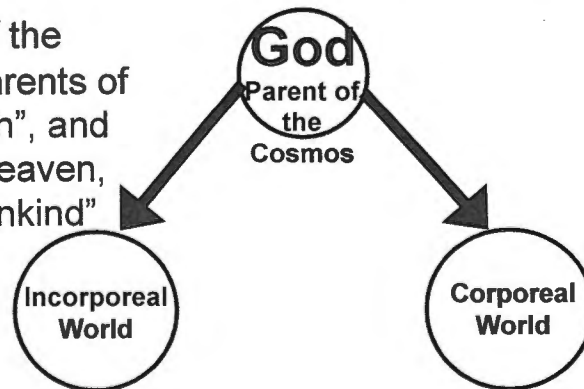 the
arents of
n”, and
eaven,
nkind”
God
Parent of
the
Cosmos
Incorporeal
World
Corporeal
World